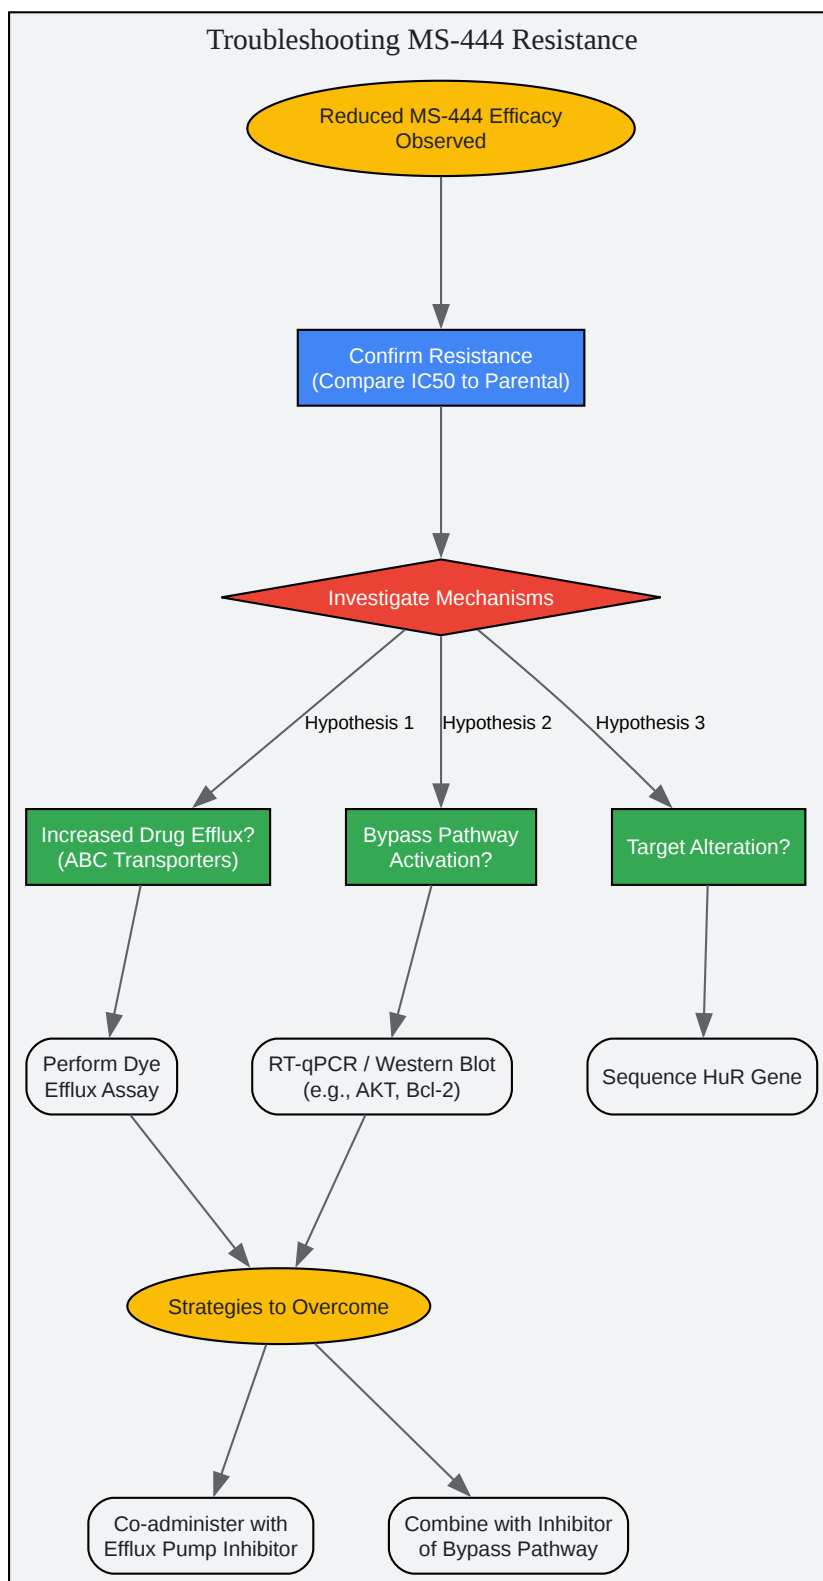 Troubleshooting MS-444 Resistance
Reduced MS-444 Efficacy
Observed
Confirm Resistance
(Compare IC50 to Parental)
Investigate Mechanisms
Hypothesis 1
Hypothesis 2
Hypothesis 3
Increased Drug Efflux?
(ABC Transporters)
Bypass Pathway
Activation?
Target Alteration?
Perform Dye
Efflux Assay
RT-qPCR / Western Blot
(e.g., AKT, Bcl-2)
Sequence HuR Gene
Strategies to Overcome
Co-administer with
Efflux Pump Inhibitor
Combine with Inhibitor
of Bypass Pathway